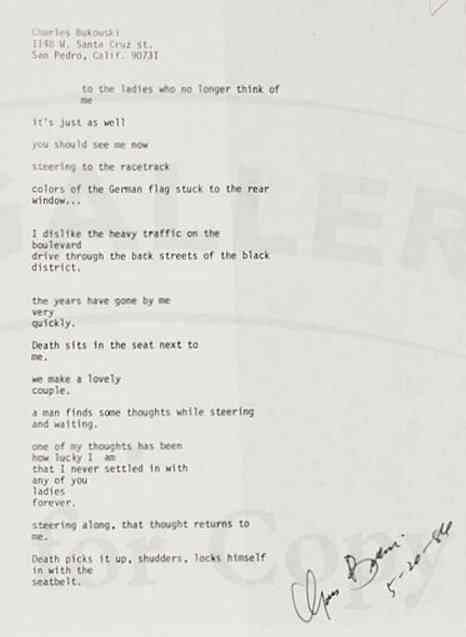 Charles Bukowski
1148 W. Santa Cruz st.
San Pedro, Calif. 90731
to the ladies who no longer think of
me
it's just as well
you should see me now
steering to the racetrack
colors of the German flag stuck to the rear
window...
I dislike the heavy traffic on the
boulevard
drive through the back streets of the black
district.
the years have gone by me
very
quickly.
Death sits in the seat next to
me.
we make a lovely
couple.
a man finds some thoughts while steering
and waiting.
one of my thoughts has been
how lucky I am
that I never settled in with
any of you
ladies
forever.
steering along, that thought returns to
me.
Death picks it up, shudders, locks himself
in with the
seatbelt.
5-20-84
GALLER
for Copy